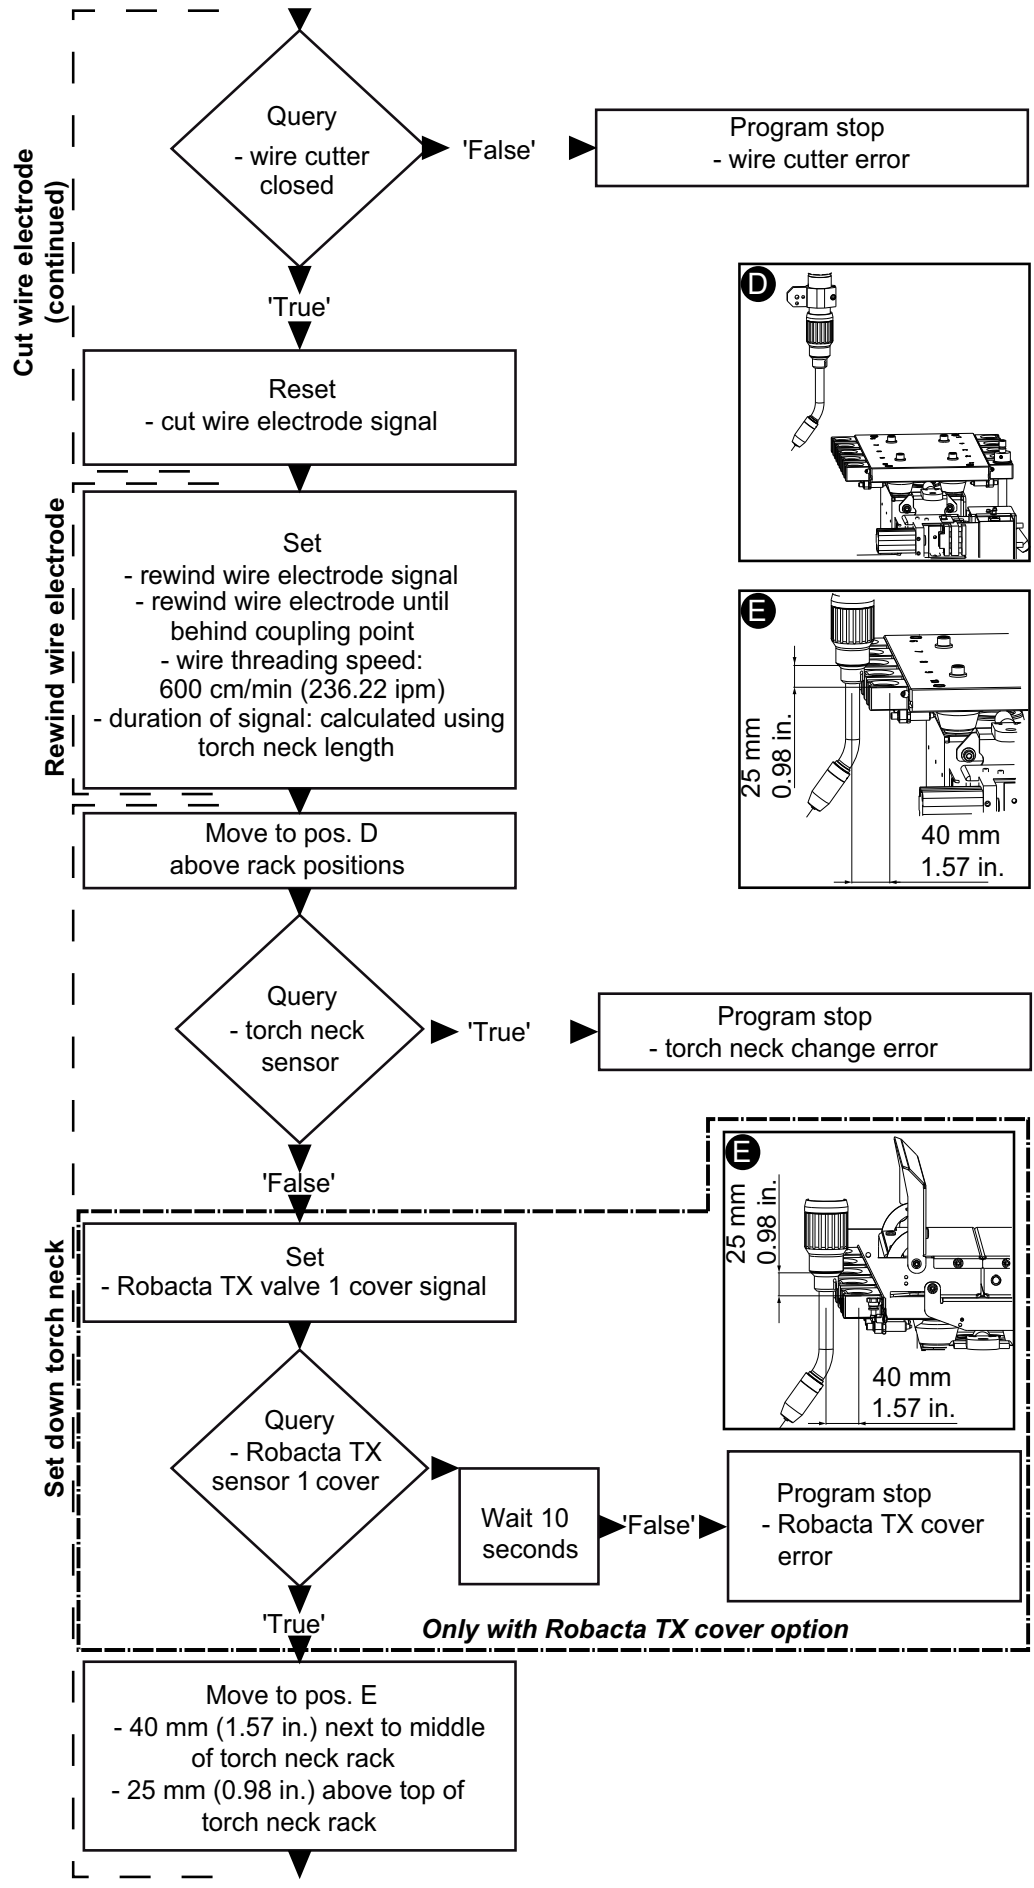 Cut wire electrode
(continued)
Query
- wire cutter
closed
'False'
Program stop
- wire cutter error
'True'
Reset
- cut wire electrode signal
D
Rewind wire electrode
Set
- rewind wire electrode signal
- rewind wire electrode until
behind coupling point
- wire threading speed:
600 cm/min (236.22 ipm)
- duration of signal: calculated using
torch neck length
E
25 mm
0.98 in.
40 mm
1.57 in.
Set down torch neck
Move to pos. D
above rack positions
Query
- torch neck
sensor
'True'
Program stop
- torch neck change error
'False'
Set
- Robacta TX valve 1 cover signal
E
25 mm
0.98 in.
40 mm
1.57 in.
Query
- Robacta TX
sensor 1 cover
Wait 10
seconds
'False'
Program stop
- Robacta TX cover
error
'True'
Only with Robacta TX cover option
Move to pos. E
- 40 mm (1.57 in.) next to middle
of torch neck rack
- 25 mm (0.98 in.) above top of
torch neck rack